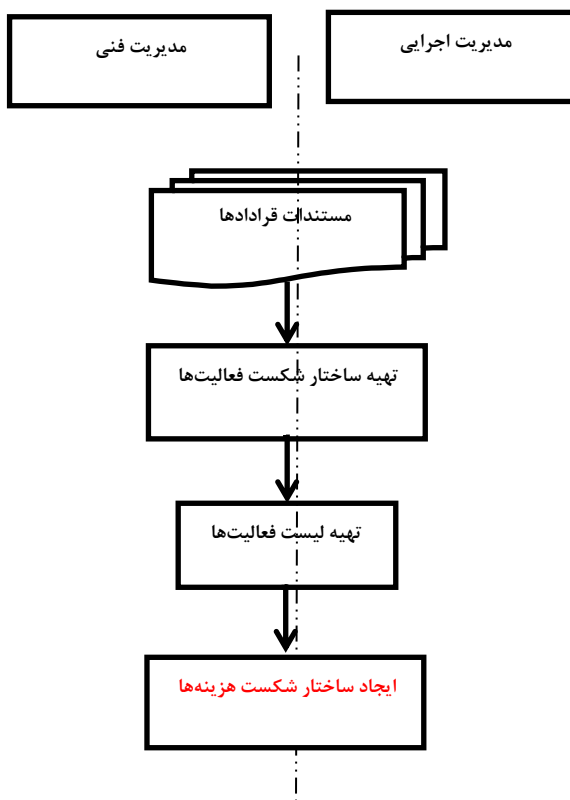 مدیریت اجرایی
مدیریت فنی
مستندات قرادادها
تهیه ساختار شکست فعالیت‌ها
تهیه لیست فعالیت‌ها
ایجاد ساختار شکست هزینه‌ها